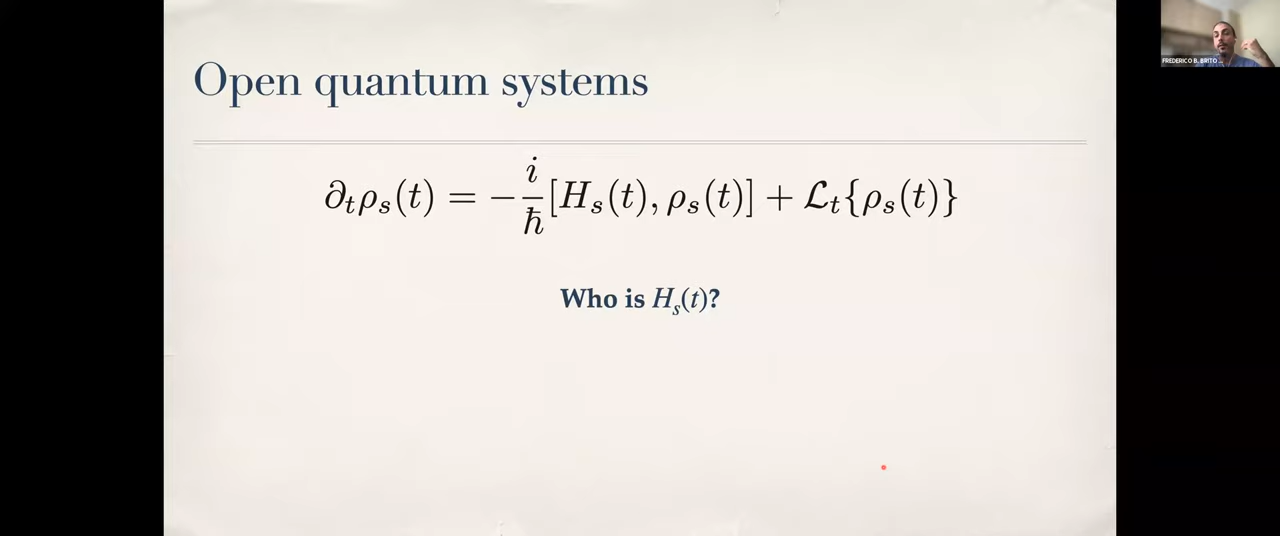 Open quantum systems
∂ₜρₛ(t) = −i/ħ[Hₛ(t), ρₛ(t)] + ℒₜ{ρₛ(t)}
Who is Hₛ(t)?
FREDERICO B. BRITO ...